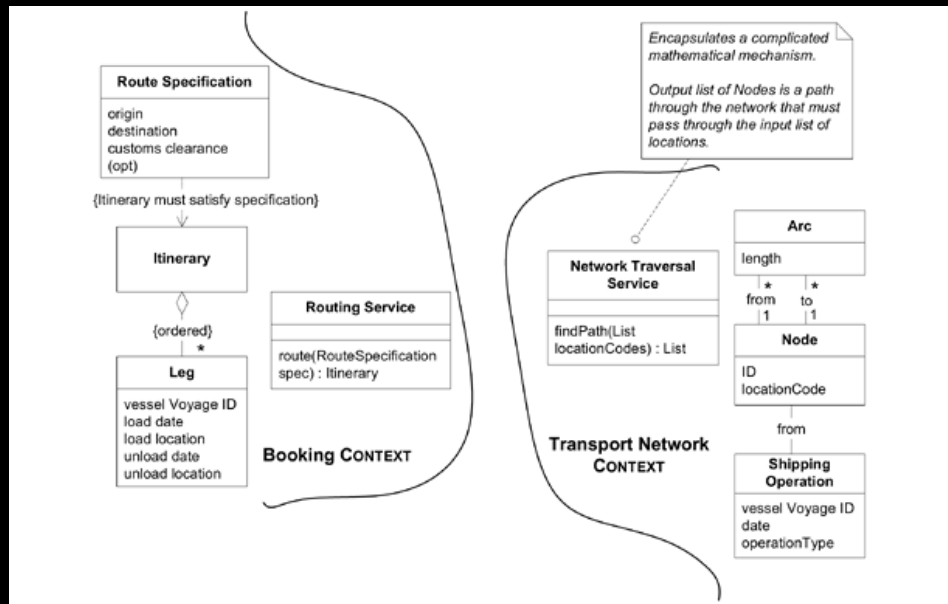 Route Specification
origin
destination
customs clearance
(opt)
{Itinerary must satisfy specification}
Itinerary
{ordered}
*
Leg
vessel Voyage ID
load date
load location
unload date
unload location
Routing Service
route(RouteSpecification
spec) : Itinerary
Booking CONTEXT
Encapsulates a complicated
mathematical mechanism.
Output list of Nodes is a path
through the network that must
pass through the input list of
locations.
Network Traversal
Service
findPath(List
locationCodes) : List
Transport Network
CONTEXT
Arc
length
* *
from to
1 1
Node
ID
locationCode
from
Shipping
Operation
vessel Voyage ID
date
operationType